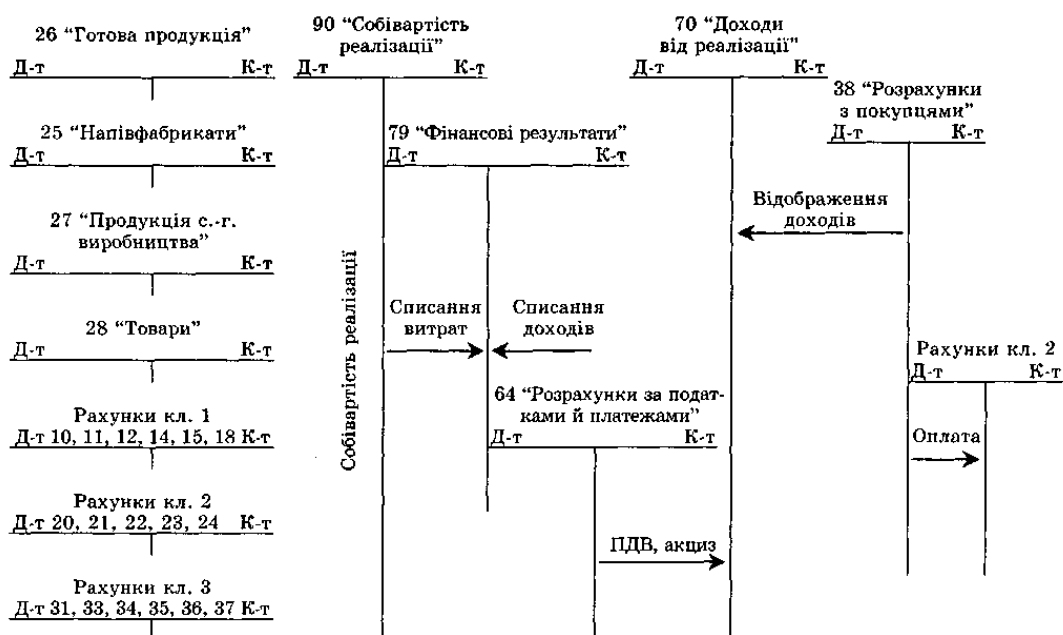 26 “Готова продукція”
Д-т К-т
25 “Напівфабрикати”
Д-т К-т
27 “Продукція с.-г.
виробництва”
Д-т К-т
28 “Товари”
Д-т К-т
Рахунки кл. 1
Д-т 10, 11, 12, 14, 15, 18 К-т
Рахунки кл. 2
Д-т 20, 21, 22, 23, 24 К-т
Рахунки кл. 3
Д-т 31, 33, 34, 35, 36, 37 К-т
90 “Собівартість
реалізації”
Д-т К-т
Собівартість реалізації
79 “Фінансові результати”
Д-т К-т
Списання
витрат
Списання
доходів
64 “Розрахунки за подат-
ками й платежами”
Д-т К-т
ПДВ, акциз
70 “Доходи
від реалізації”
Д-т К-т
38 “Розрахунки
з покупцями”
Д-т К-т
Відображення
доходів
Рахунки кл. 2
Д-т К-т
Оплата